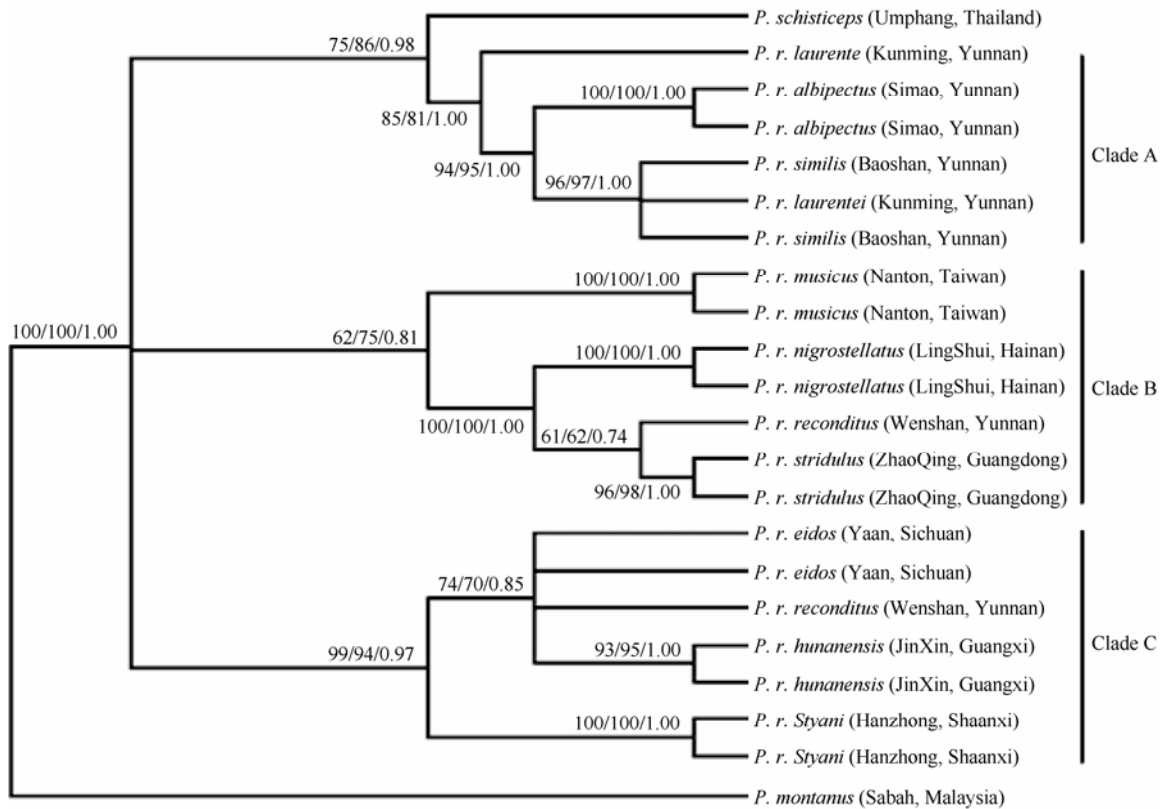 P. schisticeps (Umphang, Thailand)
75/86/0.98
P. r. laurente (Kunming, Yunnan)
100/100/1.00
P. r. albipectus (Simao, Yunnan)
85/81/1.00
P. r. albipectus (Simao, Yunnan)
Clade A
94/95/1.00
96/97/1.00
P. r. similis (Baoshan, Yunnan)
P. r. laurentei (Kunming, Yunnan)
P. r. similis (Baoshan, Yunnan)
100/100/1.00
P. r. musicus (Nanton, Taiwan)
P. r. musicus (Nanton, Taiwan)
100/100/1.00
62/75/0.81
100/100/1.00
P. r. nigrostellatus (LingShui, Hainan)
P. r. nigrostellatus (LingShui, Hainan)
Clade B
100/100/1.00
61/62/0.74
P. r. reconditus (Wenshan, Yunnan)
P. r. stridulus (ZhaoQing, Guangdong)
96/98/1.00
P. r. stridulus (ZhaoQing, Guangdong)
P. r. eidos (Yaan, Sichuan)
74/70/0.85
P. r. eidos (Yaan, Sichuan)
P. r. reconditus (Wenshan, Yunnan)
99/94/0.97
93/95/1.00
P. r. hunanensis (JinXin, Guangxi)
Clade C
P. r. hunanensis (JinXin, Guangxi)
100/100/1.00
P. r. Styani (Hanzhong, Shaanxi)
P. r. Styani (Hanzhong, Shaanxi)
P. montanus (Sabah, Malaysia)